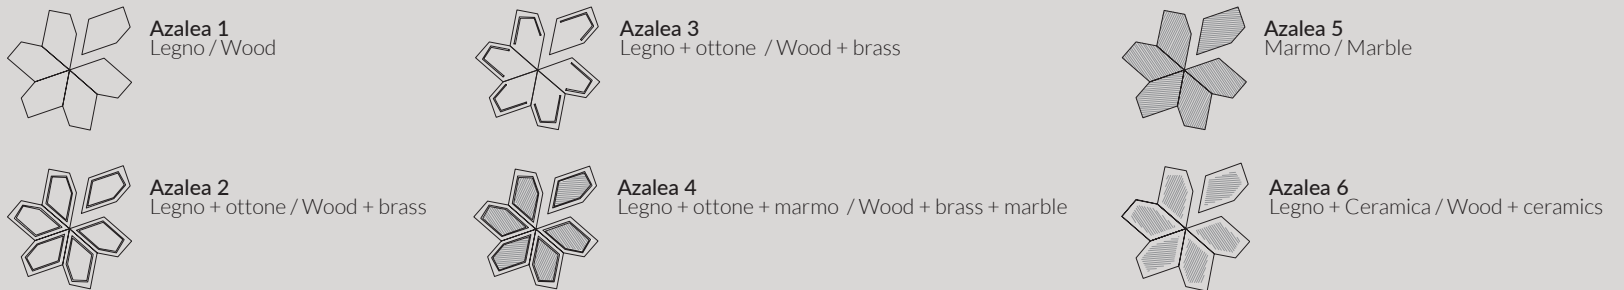 Azalea 1
Legno / Wood
Azalea 3
Legno + ottone / Wood + brass
Azalea 5
Marmo / Marble
Azalea 2
Legno + ottone / Wood + brass
Azalea 4
Legno + ottone + marmo / Wood + brass + marble
Azalea 6
Legno + Ceramica / Wood + ceramics